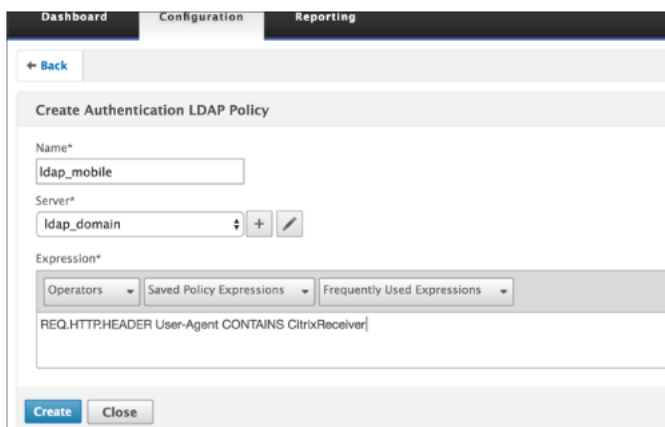 Dashboard Configuration Reporting
← Back
Create Authentication LDAP Policy
Name*
ldap_mobile
Server*
ldap_domain +
Expression*
Operators Saved Policy Expressions Frequently Used Expressions
REQ.HTTP.HEADER User-Agent CONTAINS CitrixReceiver
Create Close